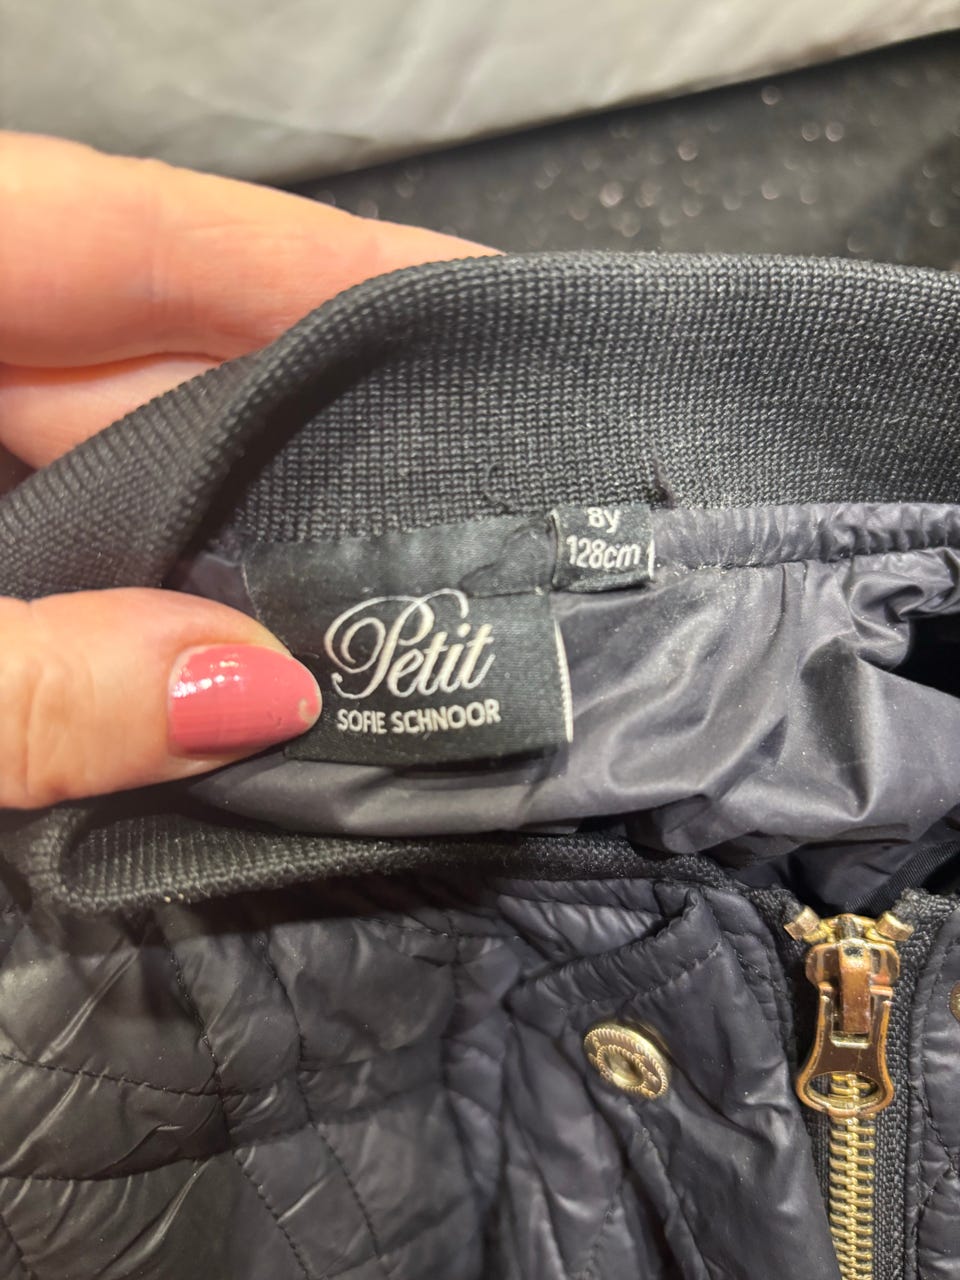 8y
128cm
Petit
SOFIE SCHNOOR